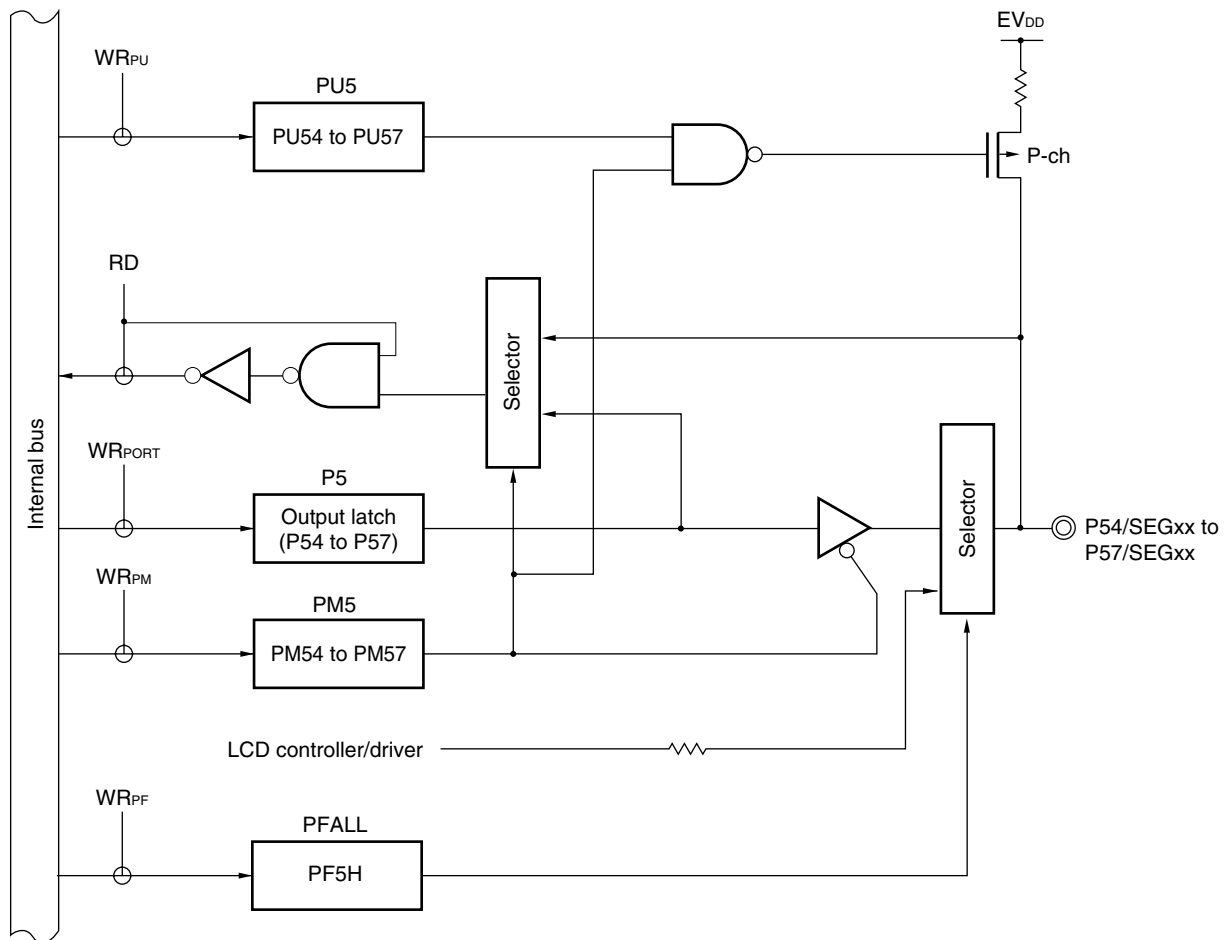 EVDD
WRPU
PU5
PU54 to PU57
P-ch
RD
Selector
Internal bus
WRPORT
P5
Output latch
(P54 to P57)
Selector
P54/SEGxx to
P57/SEGxx
WRPM
PM5
PM54 to PM57
LCD controller/driver
WRPF
PFALL
PF5H